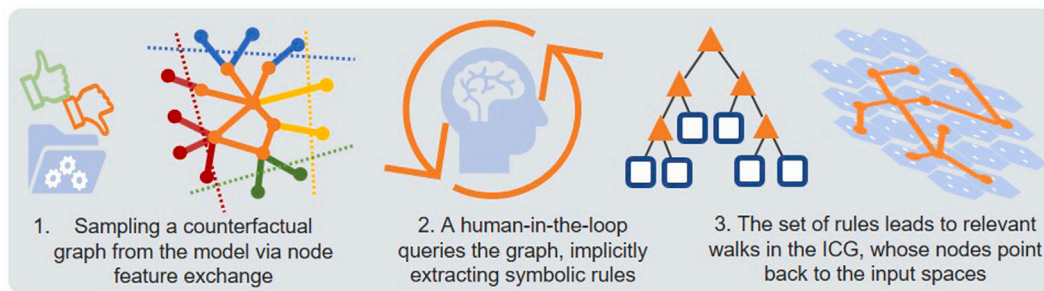 1. Sampling a counterfactual
graph from the model via node
feature exchange
2. A human-in-the-loop
queries the graph, implicitly
extracting symbolic rules
3. The set of rules leads to relevant
walks in the ICG, whose nodes point
back to the input spaces